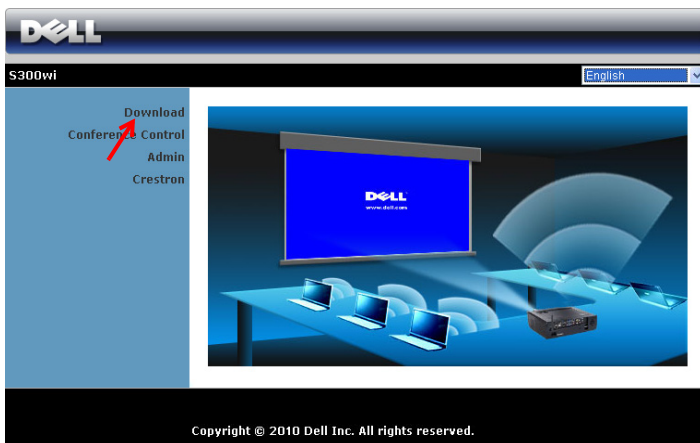 DELL
S300wi
English
Download
Conference Control
Admin
Crestron
DELL
www.dell.com
Copyright © 2010 Dell Inc. All rights reserved.